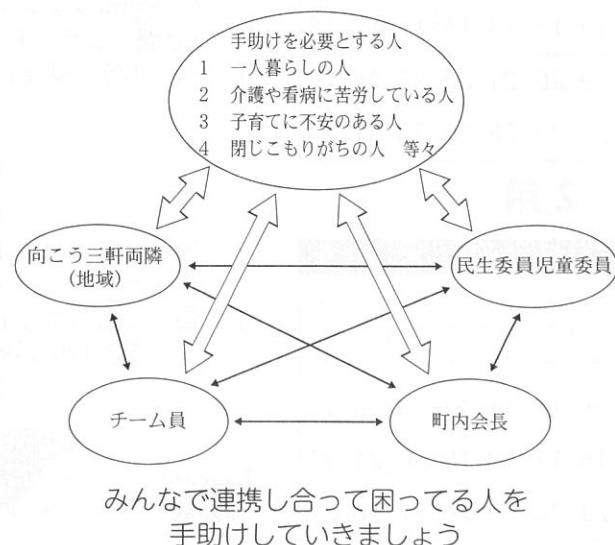 手助けを必要とする人
1 一人暮らしの人
2 介護や看病に苦労している人
3 子育てに不安のある人
4 閉じこもりがちの人 等々
向こう三軒両隣
(地域)
民生委員児童委員
チーム員
町内会長
みんなで連携し合って困ってる人を
手助けしていきましょう